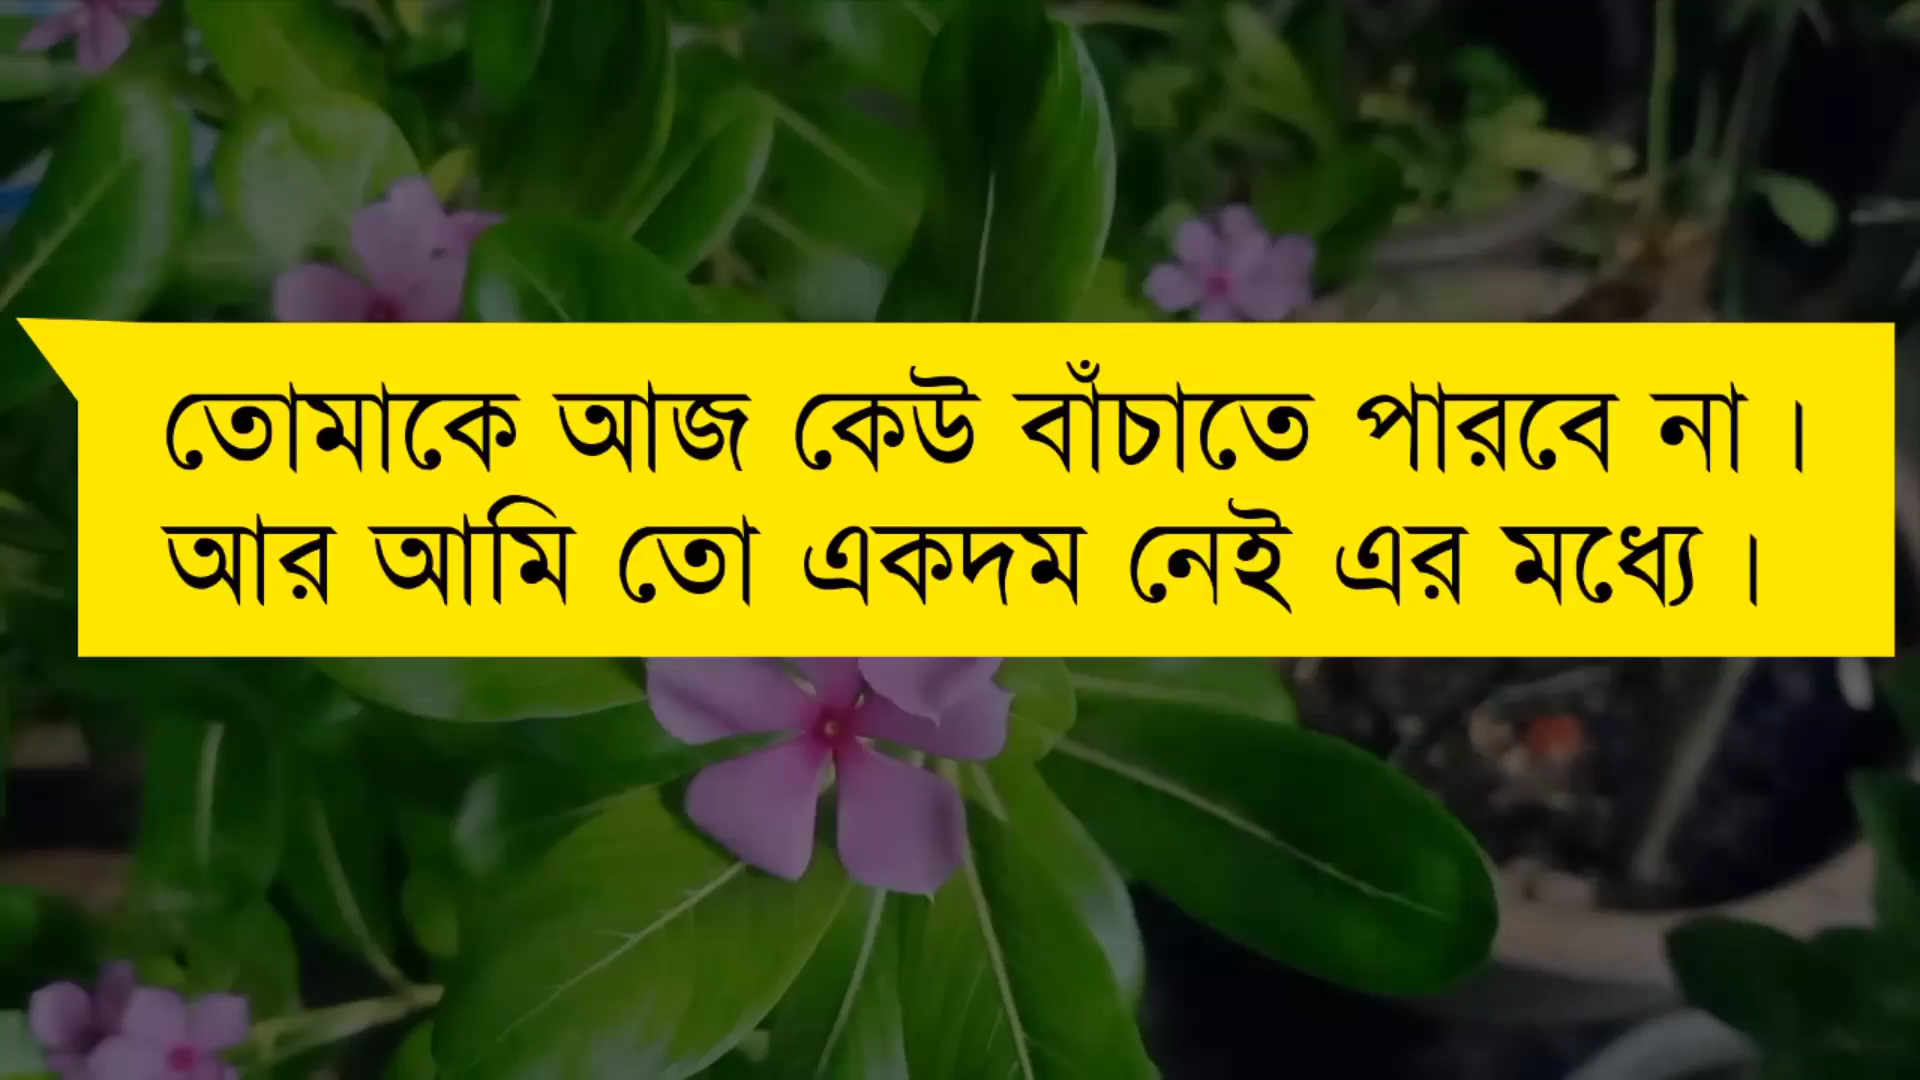 তোমাকে আজ কেউ বাঁচাতে পারবে না ।
আর আমি তো একদম নেই এর মধ্যে ।